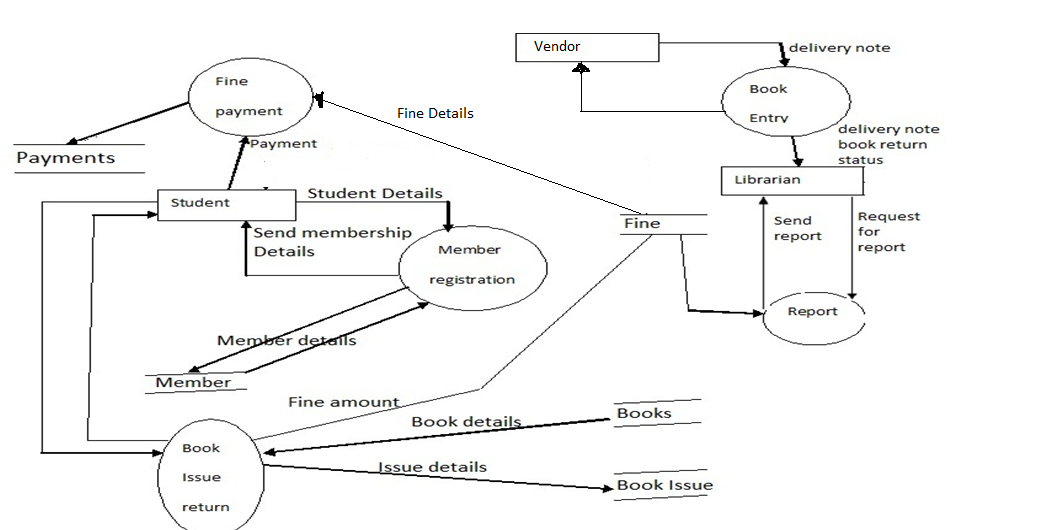 Vendor
delivery note
Fine
payment
Book
Entry
Fine Details
delivery note
book return
status
Payment
Payments
Librarian
Student Details
Student
Send membership
Details
Fine
Send
report
Request
for
report
Member
registration
Report
Member details
Member
Fine amount
Book details
Books
Book
Issue
return
Issue details
Book Issue